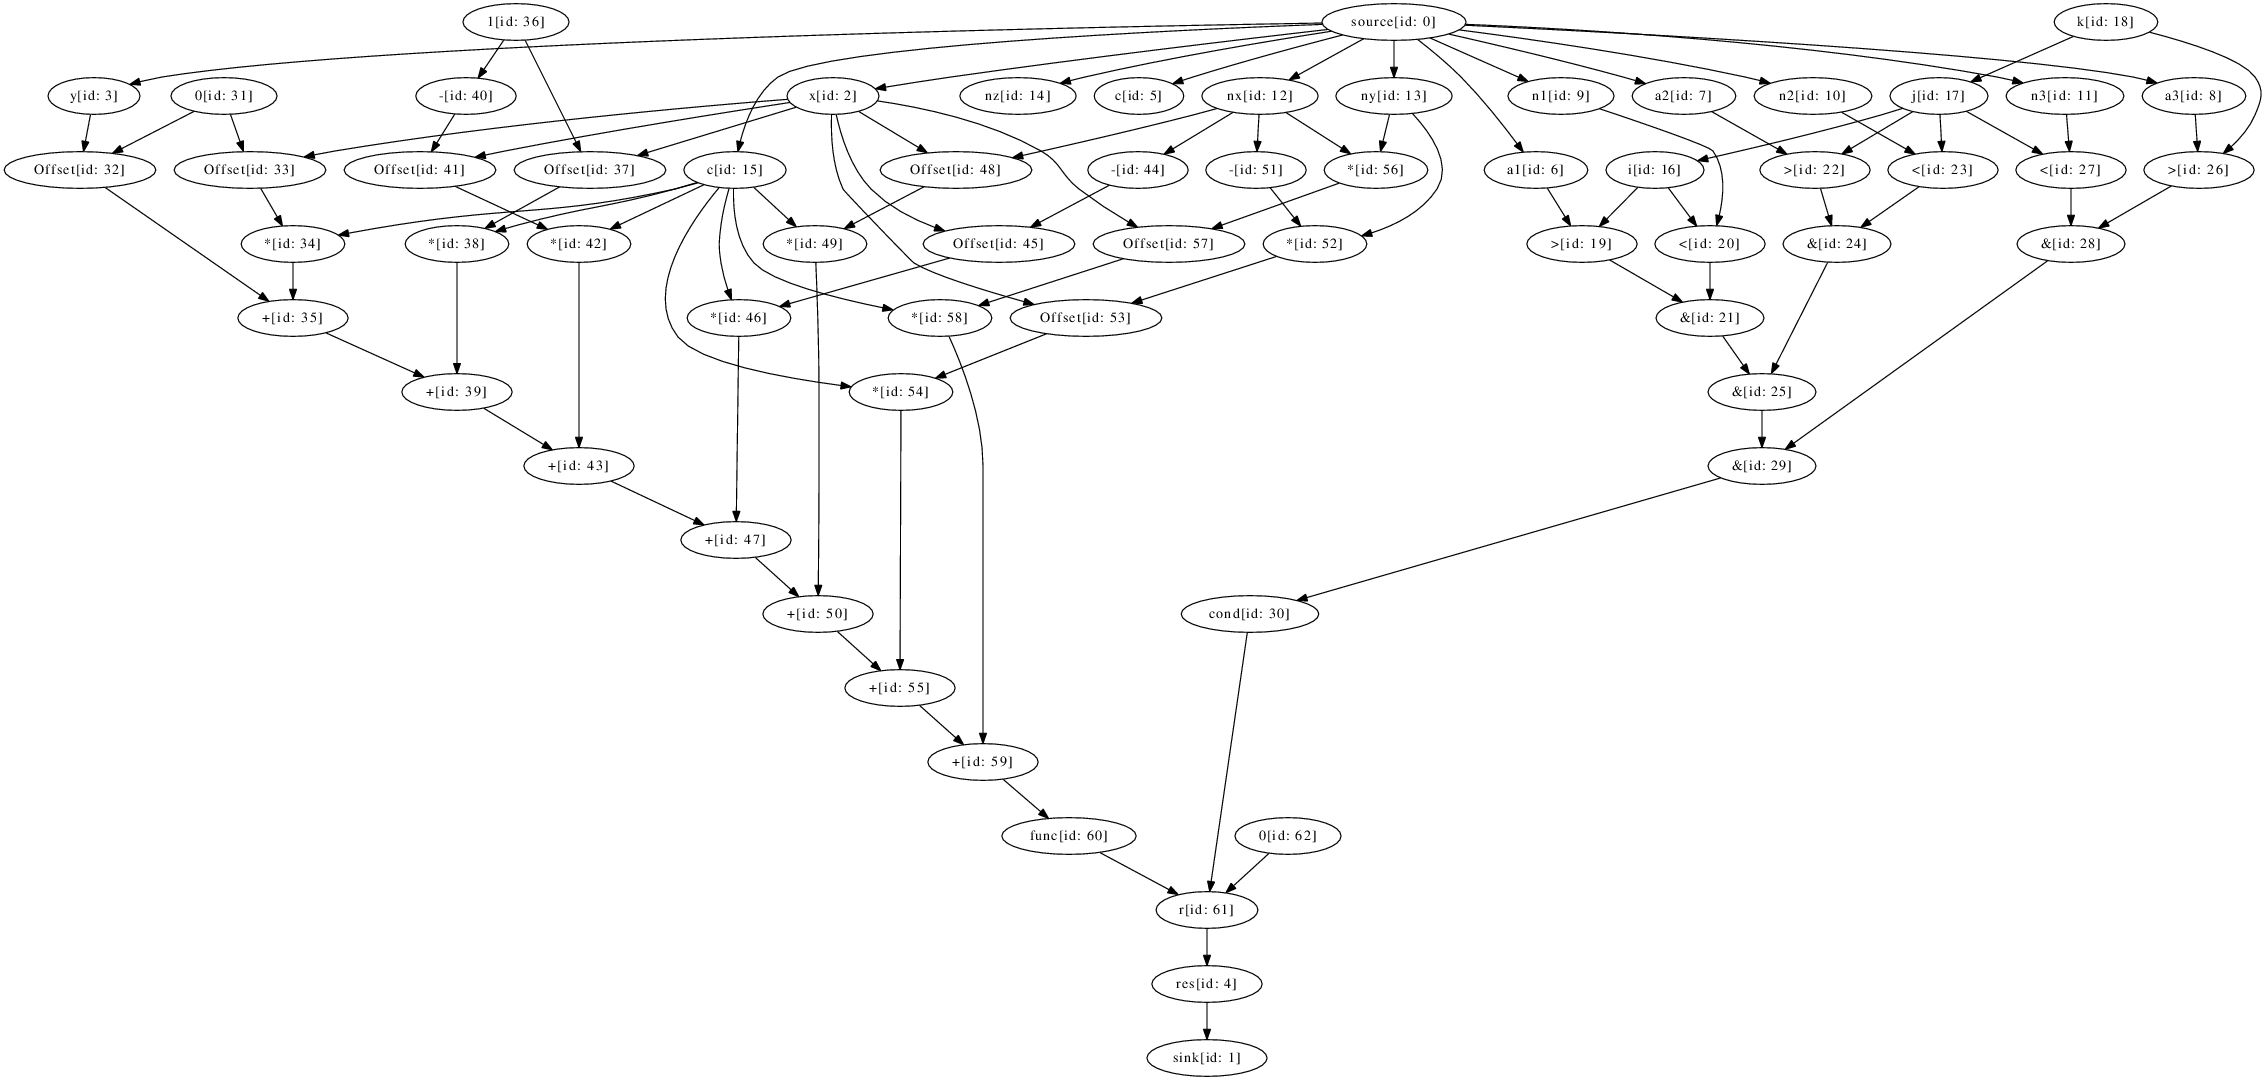 1[id: 36]
source[id: 0]
k[id: 18]
y[id: 3]
0[id: 31]
-[id: 40]
x[id: 2]
nz[id: 14]
c[id: 5]
nx[id: 12]
ny[id: 13]
n1[id: 9]
a2[id: 7]
n2[id: 10]
j[id: 17]
n3[id: 11]
a3[id: 8]
Offset[id: 32]
Offset[id: 33]
Offset[id: 41]
Offset[id: 37]
c[id: 15]
Offset[id: 48]
-[id: 44]
-[id: 51]
*[id: 56]
a1[id: 6]
i[id: 16]
>[id: 22]
<[id: 23]
<[id: 27]
>[id: 26]
*[id: 34]
*[id: 38]
*[id: 42]
*[id: 49]
Offset[id: 45]
Offset[id: 57]
*[id: 52]
>[id: 19]
<[id: 20]
&[id: 24]
&[id: 28]
+[id: 35]
*[id: 46]
*[id: 58]
Offset[id: 53]
&[id: 21]
+[id: 39]
*[id: 54]
&[id: 25]
+[id: 43]
&[id: 29]
+[id: 47]
+[id: 50]
cond[id: 30]
+[id: 55]
+[id: 59]
func[id: 60]
0[id: 62]
r[id: 61]
res[id: 4]
sink[id: 1]